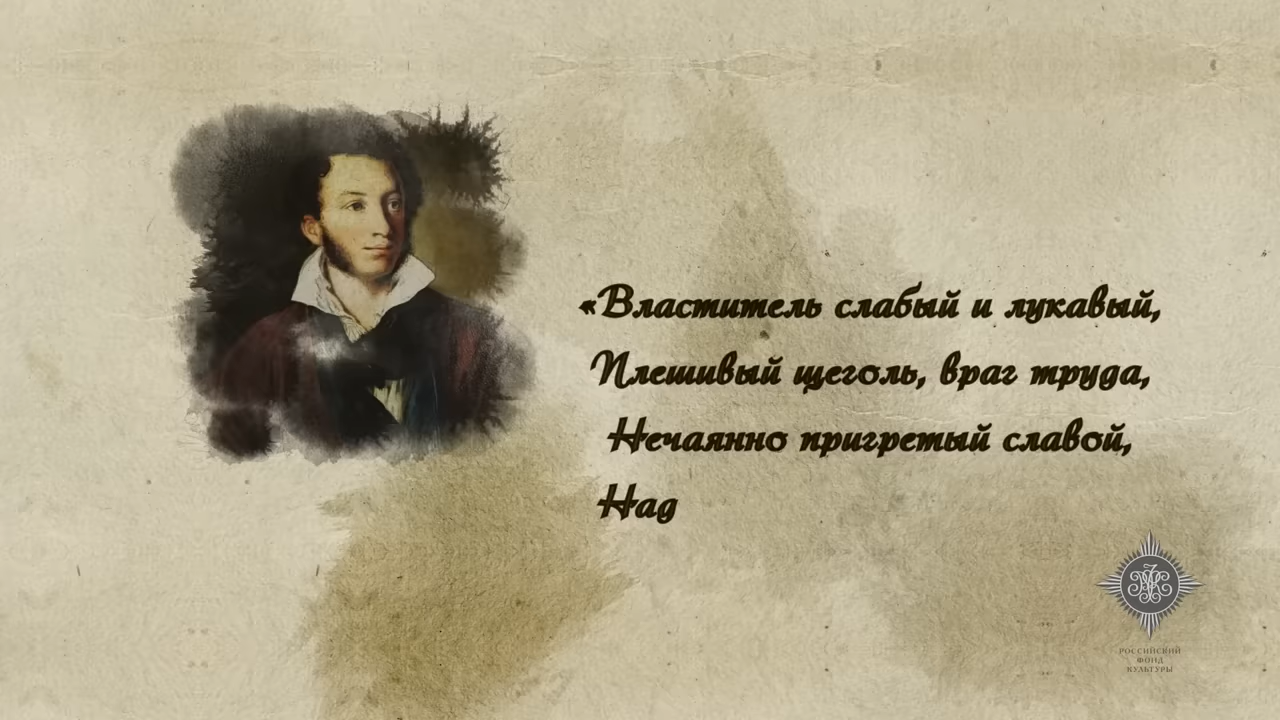 «Властитель слабый и лукавый,
Плешивый щеголь, враг труда,
Нечаянно пригретый славой,
Над
РОССИЙСКИЙ
ФОНД
КУЛЬТУРЫ